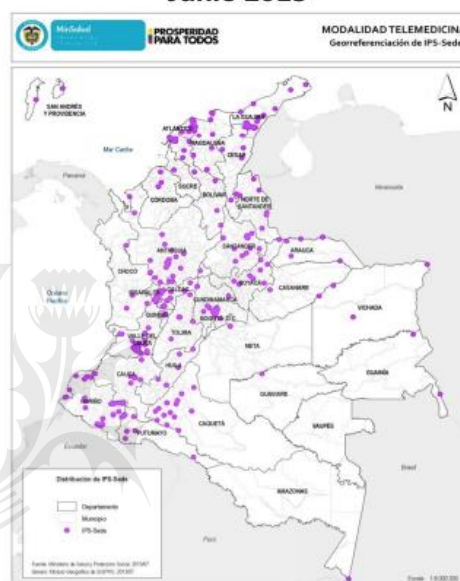 MinSalud
PROSPERIDAD
PARA TODOS
MODALIDAD TELEMEDICINA
Georreferenciación de IPS-Sede
SAN ANDRÉS
Y PROVIDENCIA
N
LA GUAJIRA
ATLÁNTICO
MAGDALENA
Mar Caribe
CESAR
Panamá
SUCRE
Venezuela
BOLÍVAR
NORTE DE
SANTANDER
CÓRDOBA
SANTANDER
ANTIOQUIA
ARAUCA
CHOCÓ
BOYACÁ
CASANARE
Océano
Pacífico
RISARALDA
CALDAS
CUNDINAMARCA
VICHADA
QUINDÍO
BOGOTÁ D.C.
VALLE DEL
CAUCA
TOLIMA
META
GUAINÍA
HUILA
CAUCA
GUAVIARE
NARIÑO
VAUPÉS
CAQUETÁ
PUTUMAYO
Ecuador
Brasil
Distribución de IPS-Sede
Departamento
Municipio
IPS-Sede
AMAZONAS
Perú